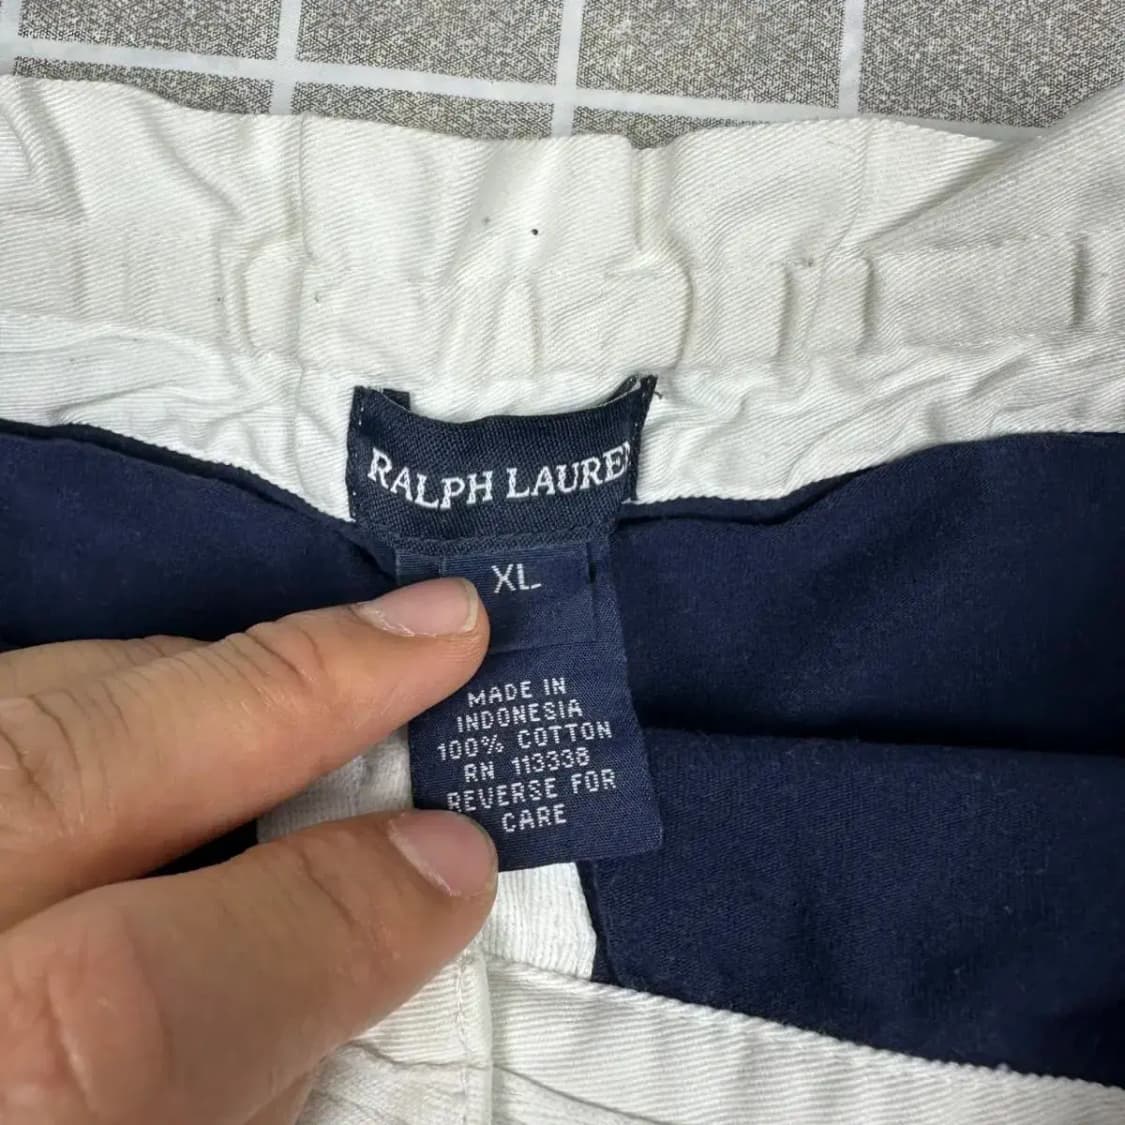 RALPH LAUREN
XL
MADE IN
INDONESIA
100% COTTON
RN 113338
REVERSE FOR
CARE